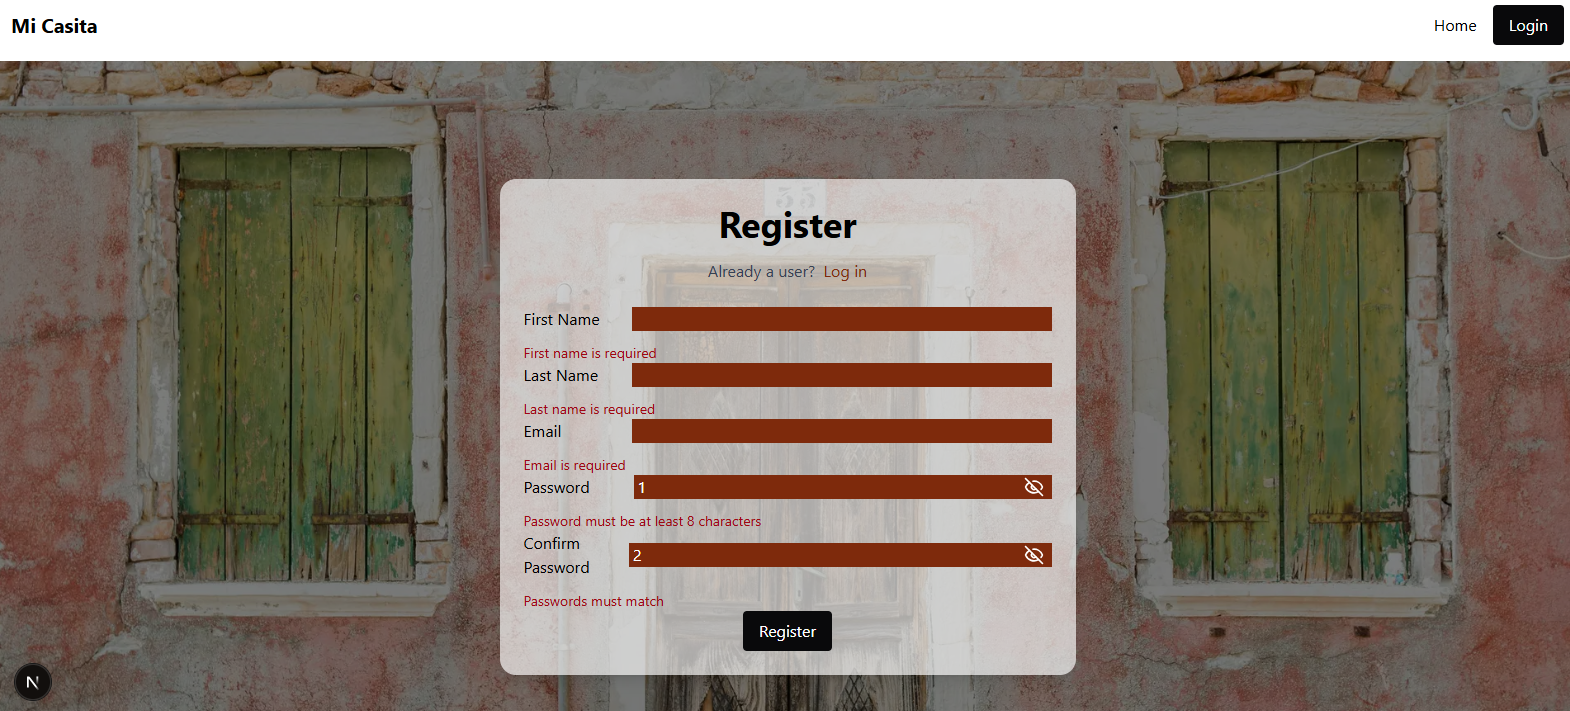 Mi Casita
Home
Login
33
Register
Already a user? Log in
First Name
First name is required
Last Name
Last name is required
Email
Email is required
Password
1
Password must be at least 8 characters
Confirm
Password
2
Passwords must match
Register
N